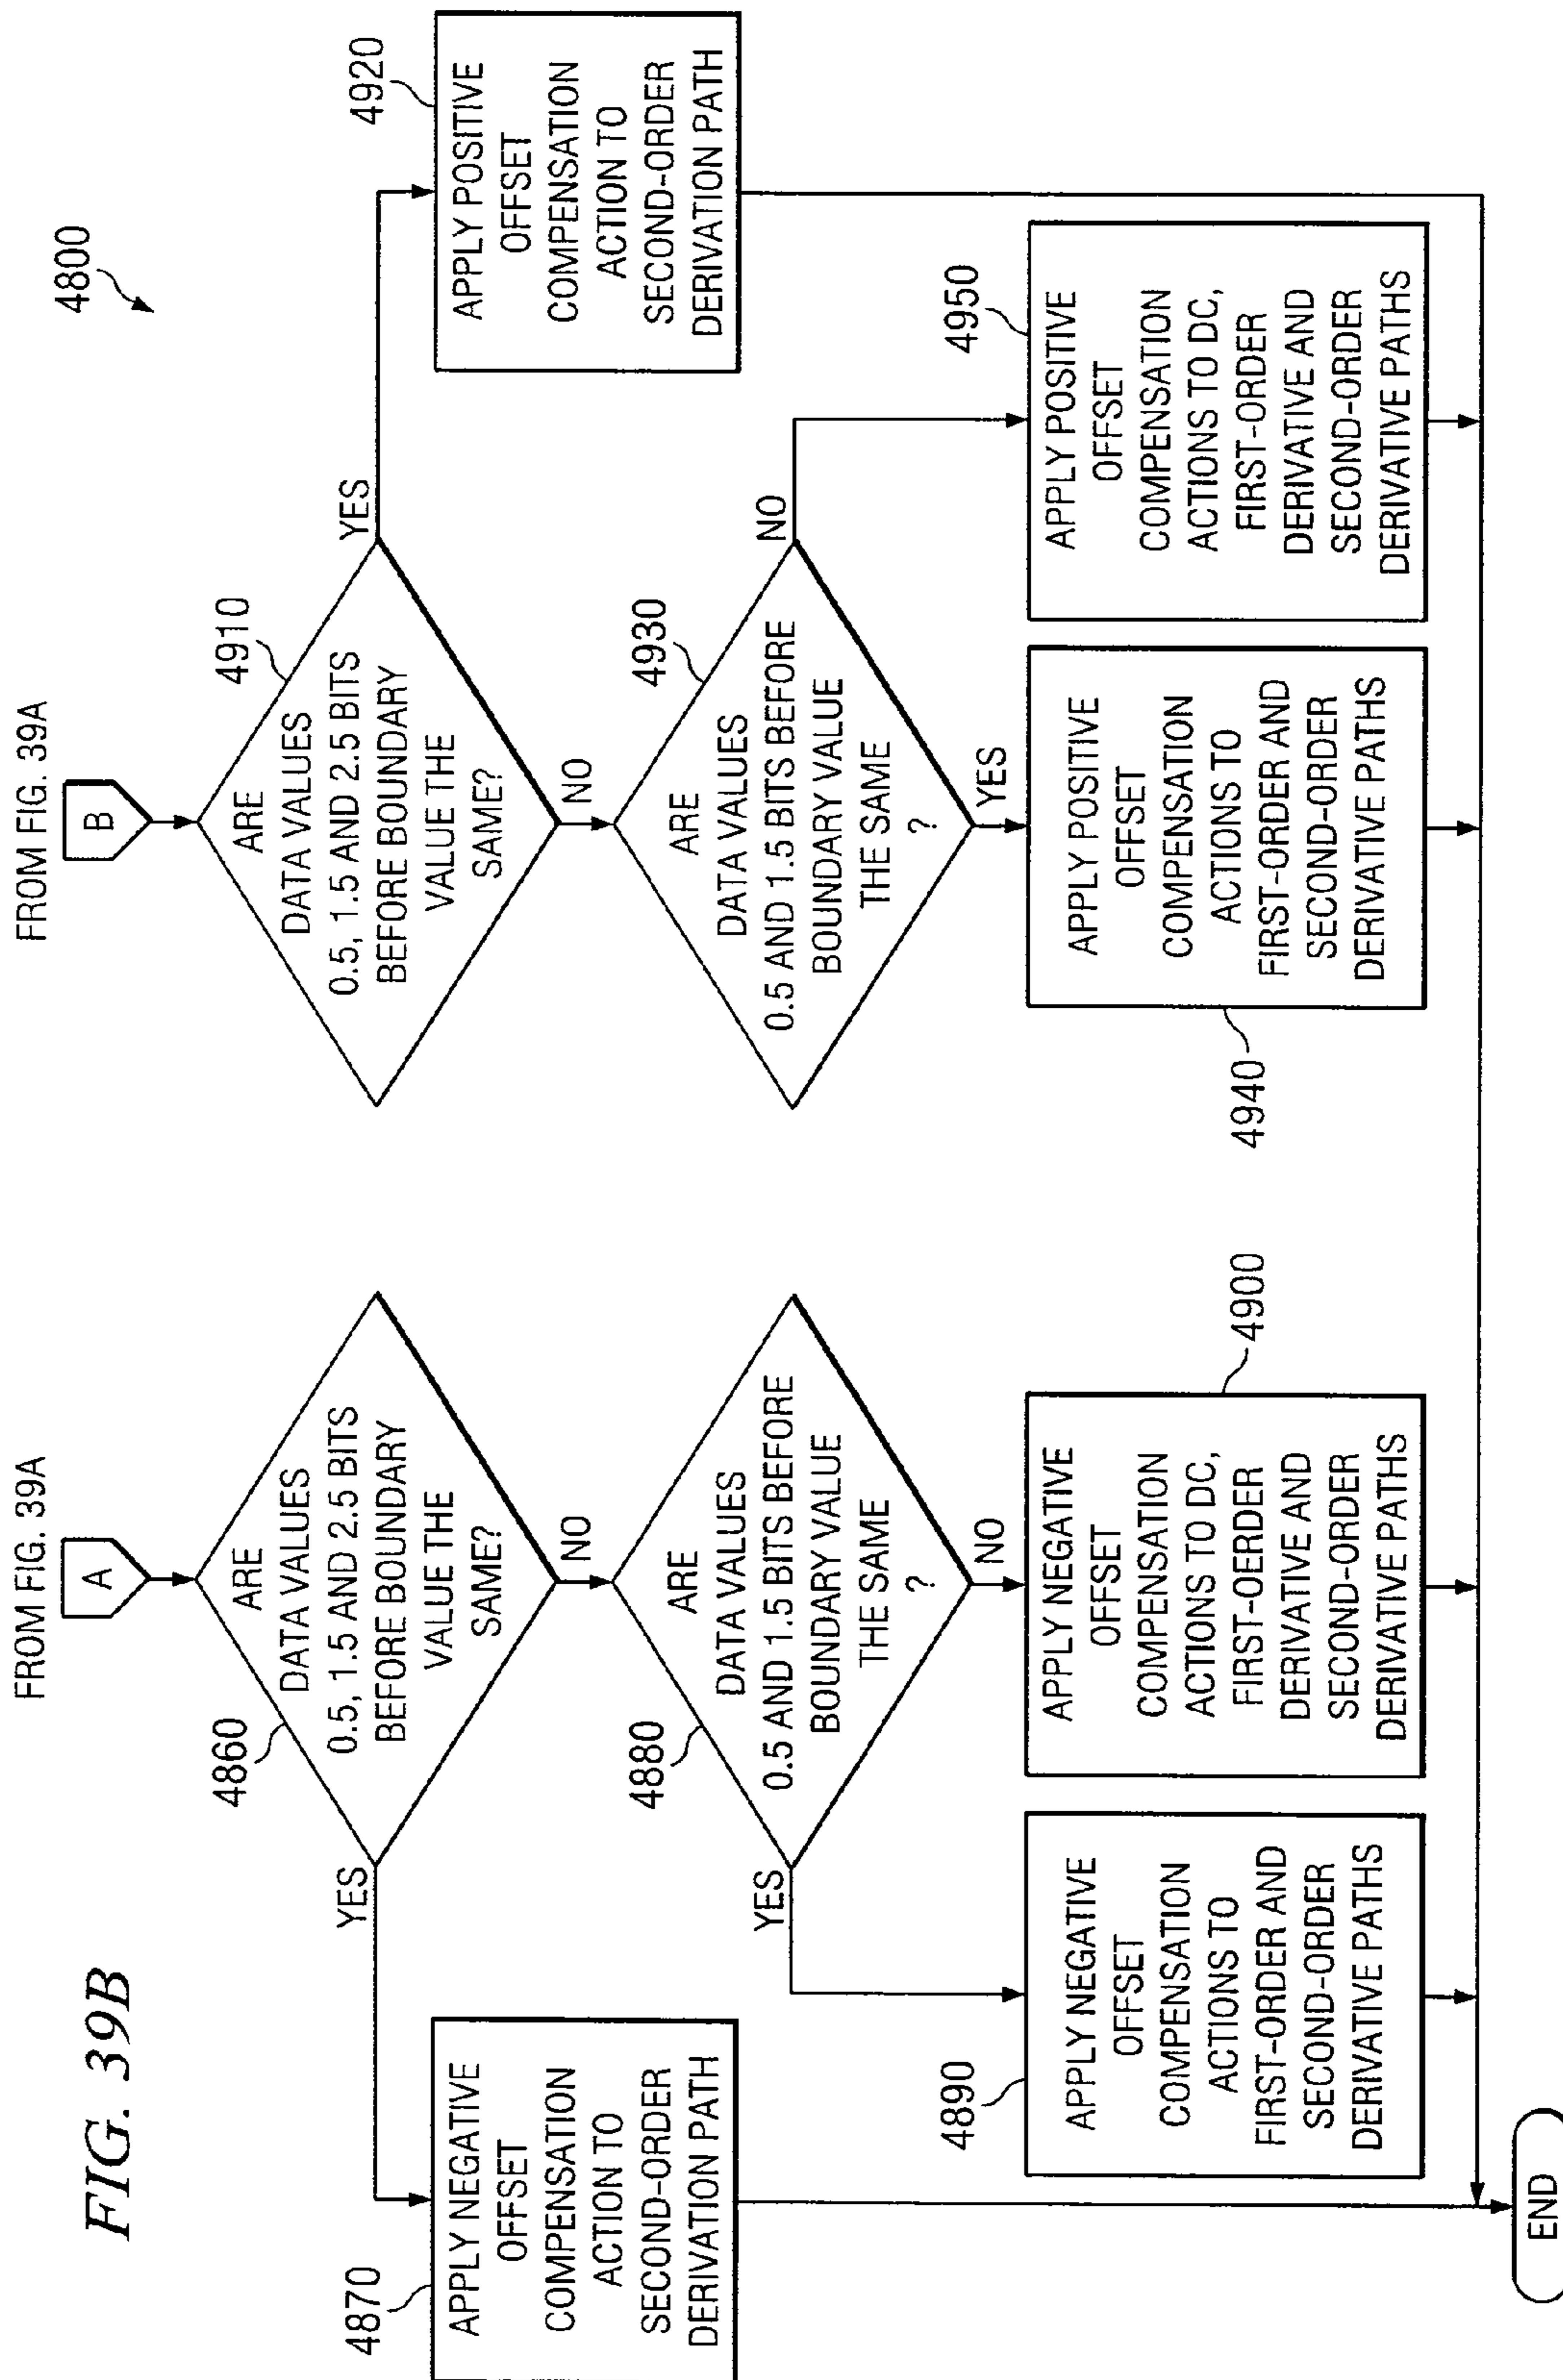 FIG. 39B
4800
FROM FIG. 39A
A
4860
ARE
DATA VALUES
0.5, 1.5 AND 2.5 BITS
BEFORE BOUNDARY
VALUE THE
SAME?
YES
NO
4870
APPLY NEGATIVE
OFFSET
COMPENSATION
ACTION TO
SECOND-ORDER
DERIVATION PATH
4880
ARE
DATA VALUES
0.5 AND 1.5 BITS BEFORE
BOUNDARY VALUE
THE SAME
?
YES
NO
4890
APPLY NEGATIVE
OFFSET
COMPENSATION
ACTIONS TO
FIRST-ORDER AND
SECOND-ORDER
DERIVATIVE PATHS
4900
APPLY NEGATIVE
OFFSET
COMPENSATION
ACTIONS TO DC,
FIRST-OERDER
DERIVATIVE AND
SECOND-ORDER
DERIVATIVE PATHS
FROM FIG. 39A
B
4910
ARE
DATA VALUES
0.5, 1.5 AND 2.5 BITS
BEFORE BOUNDARY
VALUE THE
SAME?
YES
NO
4920
APPLY POSITIVE
OFFSET
COMPENSATION
ACTION TO
SECOND-ORDER
DERIVATION PATH
4930
ARE
DATA VALUES
0.5 AND 1.5 BITS BEFORE
BOUNDARY VALUE
THE SAME
?
NO
YES
4940
APPLY POSITIVE
OFFSET
COMPENSATION
ACTIONS TO
FIRST-ORDER AND
SECOND-ORDER
DERIVATIVE PATHS
4950
APPLY POSITIVE
OFFSET
COMPENSATION
ACTIONS TO DC,
FIRST-ORDER
DERIVATIVE AND
SECOND-ORDER
DERIVATIVE PATHS
END